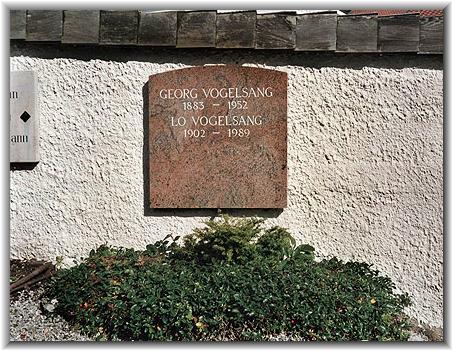 GEORG VOGELSANG
1883 – 1952
LO VOGELSANG
1902 – 1989